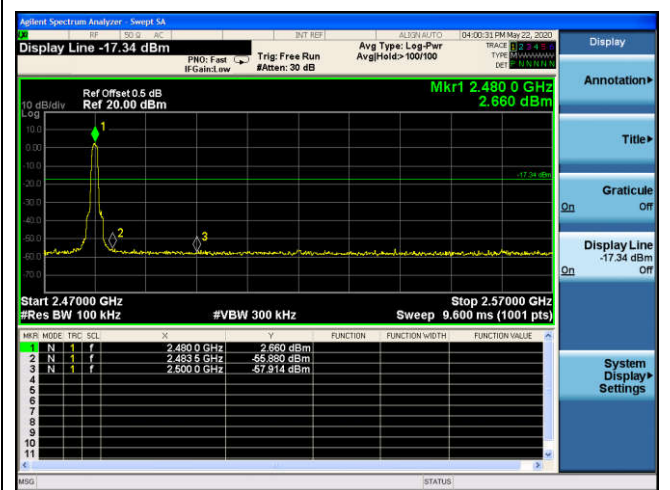 Agilent Spectrum Analyzer - Swept SA
RF 50 Ω AC INT REF ALIGN AUTO 04:00:31 PM May 22, 2020
Display Line -17.34 dBm
PNO: Fast
IFGain:Low
Trig: Free Run
#Atten: 30 dB
Avg Type: Log-Pwr
Avg|Hold:> 100/100
TRACE 1 2 3 4 5 6
TYPE
DET P N N N N N
Ref Offset 0.5 dB
10 dB/div Ref 20.00 dBm
Log
Mkr1 2.480 0 GHz
2.660 dBm
10.0
0.00
-10.0
-20.0
-30.0
-40.0
-50.0
-60.0
-70.0
1
2
3
-17.34 dBm
Start 2.47000 GHz Stop 2.57000 GHz
#Res BW 100 kHz #VBW 300 kHz Sweep 9.600 ms (1001 pts)
MKR MODE TRC SCL X Y FUNCTION FUNCTION WIDTH FUNCTION VALUE
1 N 1 f 2.480 0 GHz 2.660 dBm
2 N 1 f 2.483 5 GHz -55.880 dBm
3 N 1 f 2.500 0 GHz -57.914 dBm
4
5
6
7
8
9
10
11
MSG STATUS
Display
Annotation
Title
Graticule
On Off
Display Line
-17.34 dBm
On Off
System
Display
Settings